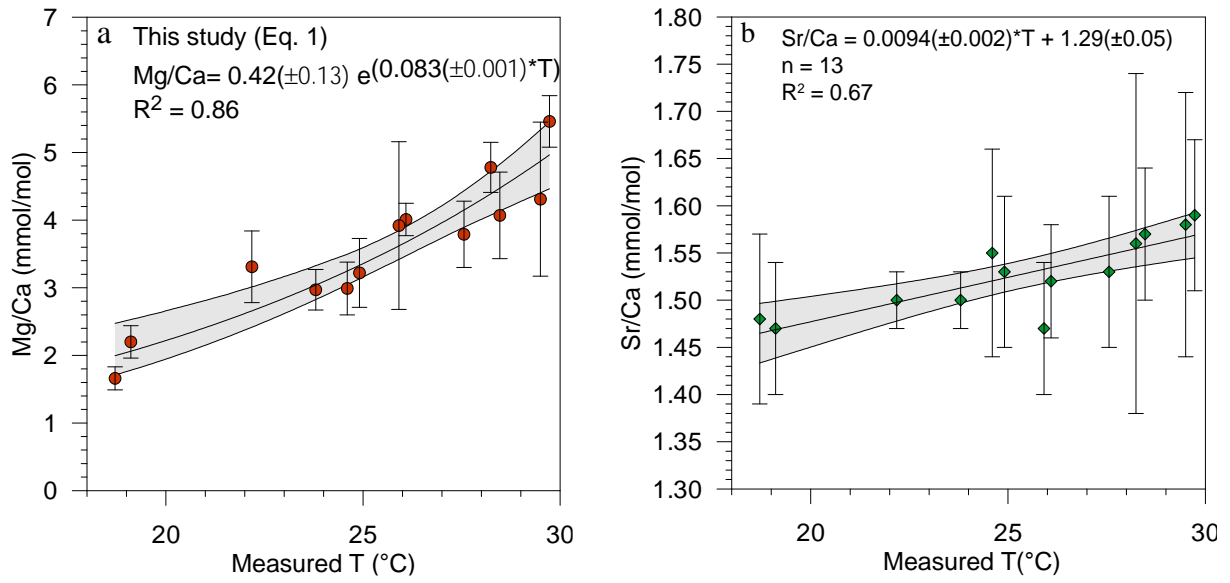 a This study (Eq. 1)
Mg/Ca= 0.42(±0.13) e(0.083(±0.001)*T)
R2 = 0.86
7
6
5
4
3
2
1
0
Mg/Ca (mmol/mol)
20 25 30
Measured T (°C)
b Sr/Ca = 0.0094(±0.002)*T + 1.29(±0.05)
n = 13
R2 = 0.67
1.80
1.75
1.70
1.65
1.60
1.55
1.50
1.45
1.40
1.35
1.30
Sr/Ca (mmol/mol)
20 25 30
Measured T(°C)